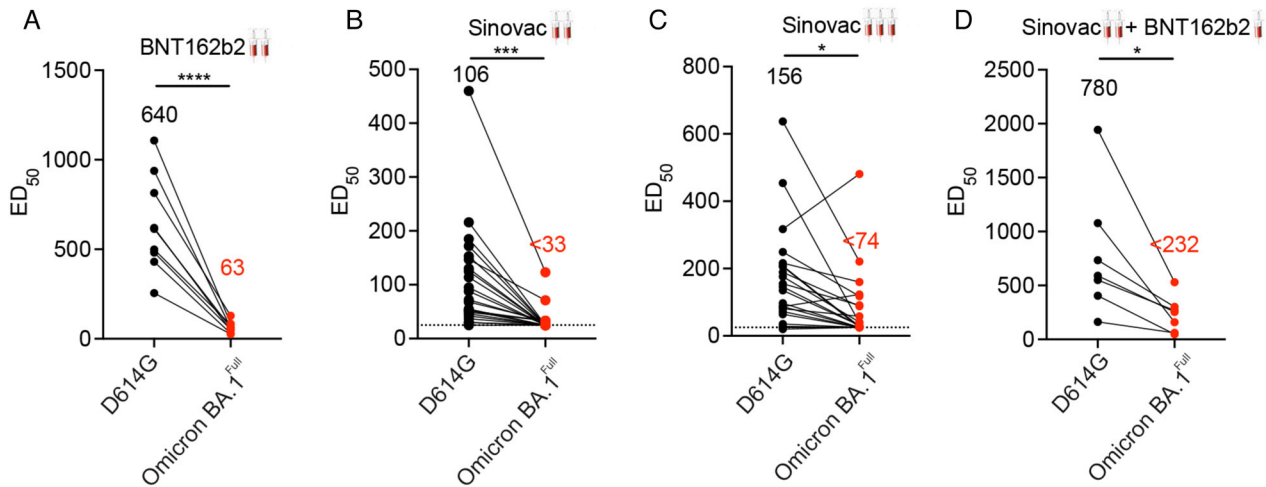 A
BNT162b2
****
640
63
ED50
1500
1000
500
0
D614G
Omicron BA.1Full
B
Sinovac
***
106
<33
ED50
500
400
300
200
100
0
D614G
Omicron BA.1Full
C
Sinovac
*
156
<74
ED50
800
600
400
200
0
D614G
Omicron BA.1Full
D
Sinovac + BNT162b2
*
780
<232
ED50
2500
2000
1500
1000
500
0
D614G
Omicron BA.1Full